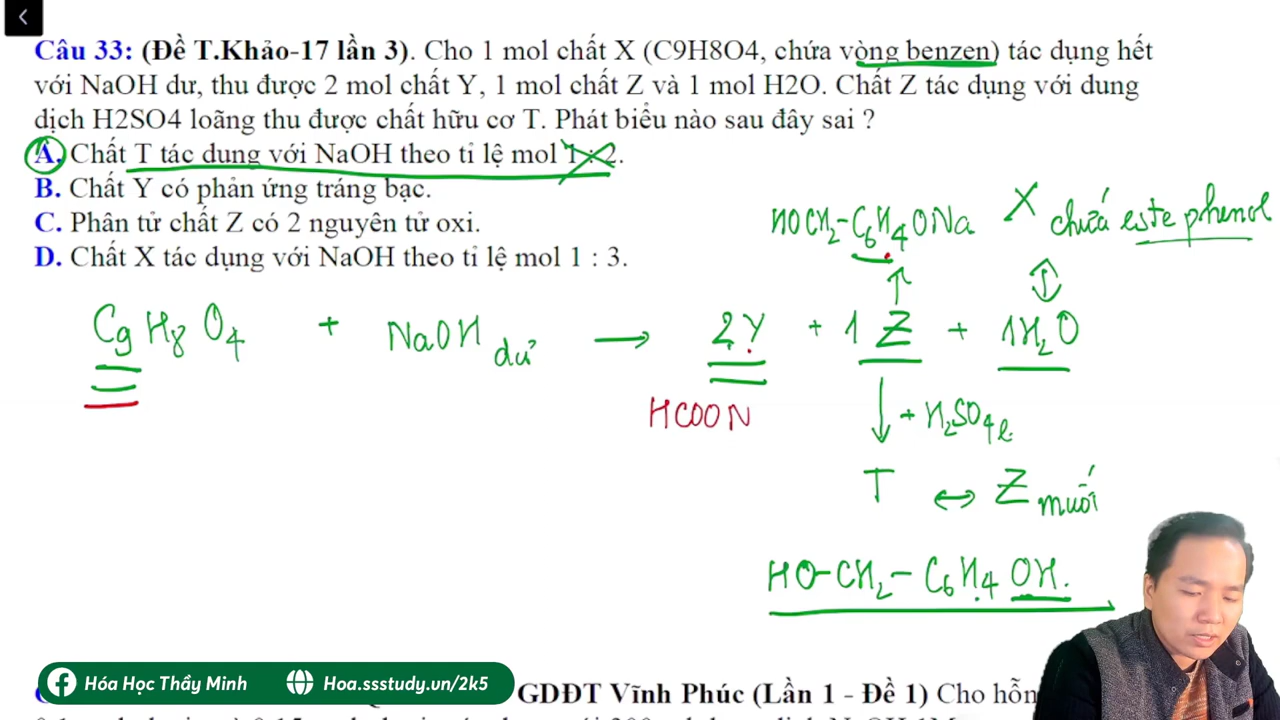 Câu 33: (Đề T.Khảo-17 lần 3). Cho 1 mol chất X (C9H8O4, chứa vòng benzen) tác dụng hết
với NaOH dư, thu được 2 mol chất Y, 1 mol chất Z và 1 mol H2O. Chất Z tác dụng với dung
dịch H2SO4 loãng thu được chất hữu cơ T. Phát biểu nào sau đây sai ?
A. Chất T tác dụng với NaOH theo tỉ lệ mol 1 : 2.
B. Chất Y có phản ứng tráng bạc.
C. Phân tử chất Z có 2 nguyên tử oxi.
D. Chất X tác dụng với NaOH theo tỉ lệ mol 1 : 3.
HOCH2-C6H4ONa X chứa este phenol
C9H8O4 + NaOH dư → 2Y + 1 Z + 1H2O
HCOON
+ H2SO4 l
T ↔ Z muối
HO-CH2-C6H4OH.
Hóa Học Thầy Minh Hoa.ssstudy.vn/2k5
GDĐT Vĩnh Phúc (Lần 1 - Đề 1) Cho hỗn